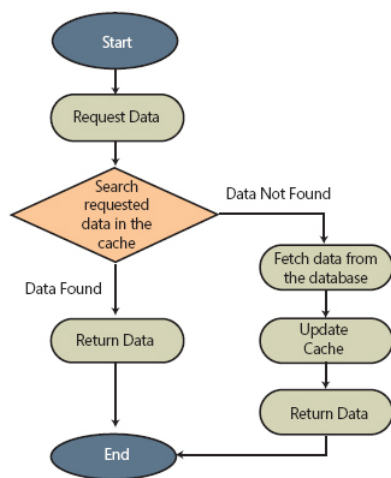 Start
Request Data
Search
requested
data in the
cache
Data Not Found
Fetch data from
the database
Data Found
Update
Cache
Return Data
Return Data
End